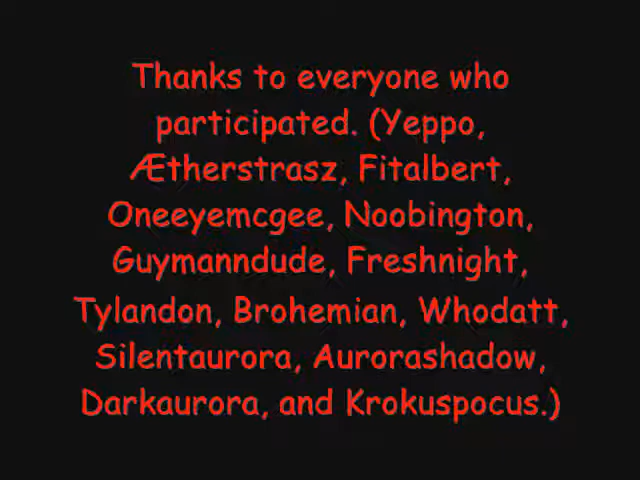 Thanks to everyone who
participated. (Yeppo,
Ætherstrasz, Fitalbert,
Oneeyemcgee, Noobington,
Guymanndude, Freshnight,
Tylandon, Brohemian, Whodatt,
Silentaurora, Aurorashadow,
Darkaurora, and Krokuspocus.)